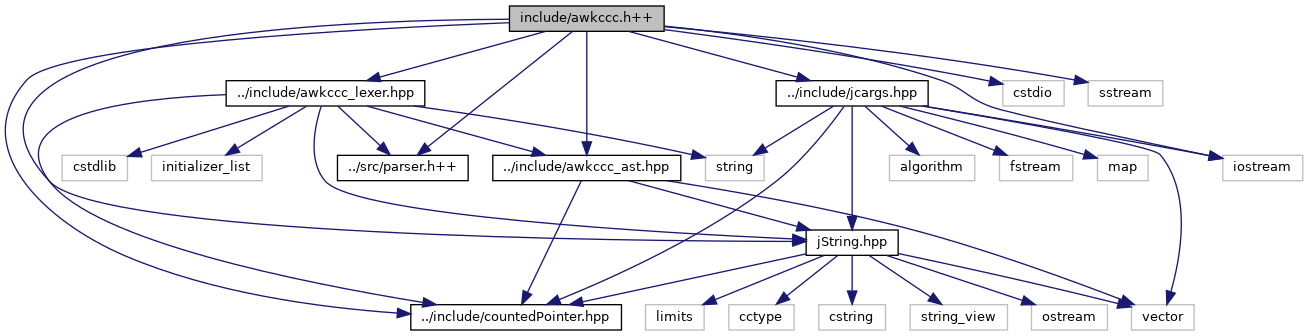 include/awkccc.h++
../include/awkccc_lexer.hpp
../include/jcargs.hpp
cstdio
sstream
cstdlib
initializer_list
../src/parser.h++
../include/awkccc_ast.hpp
string
algorithm
fstream
map
iostream
jString.hpp
../include/countedPointer.hpp
limits
cctype
cstring
string_view
ostream
vector